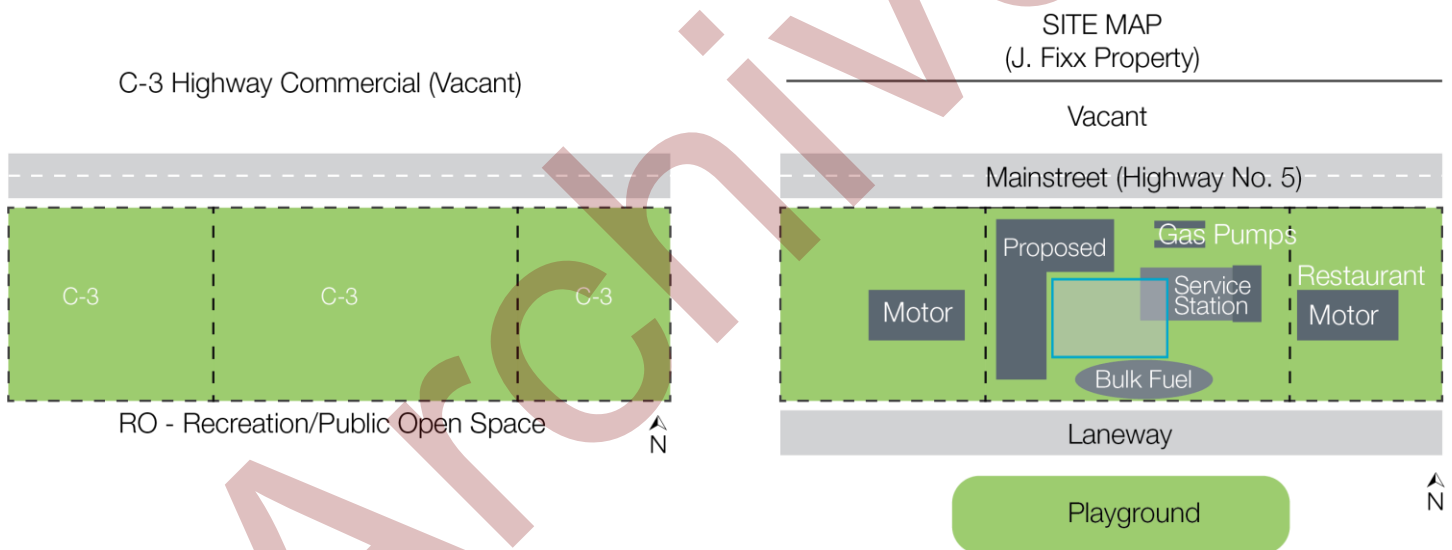 C-3 Highway Commercial (Vacant)
C-3
C-3
C-3
RO - Recreation/Public Open Space
N
SITE MAP
(J. Fixx Property)
Vacant
Mainstreet (Highway No. 5)
Proposed
Gas Pumps
Service
Station
Restaurant
Motor
Motor
Bulk Fuel
Laneway
Playground
N
Archive